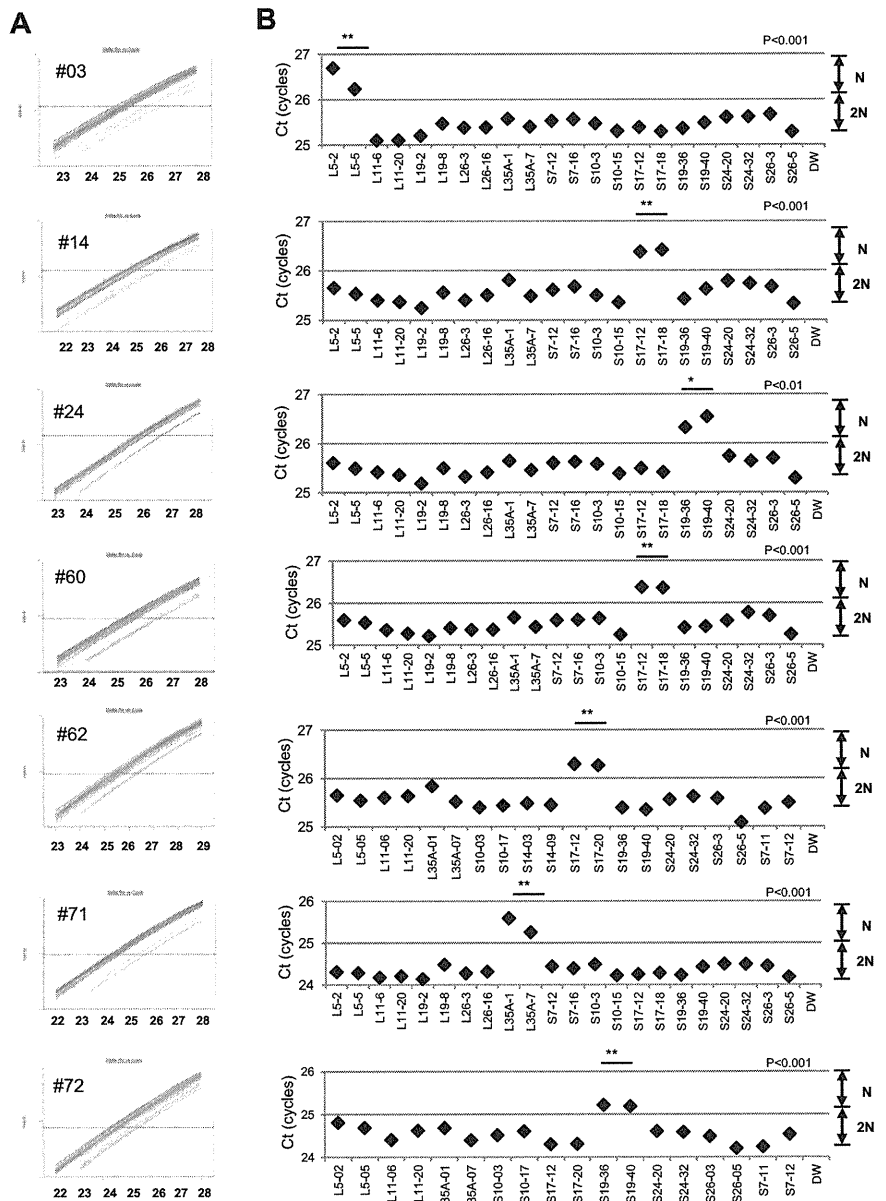 A
B
#03
23 24 25 26 27 28
**
P<0.001
Ct (cycles)
27
26
25
N
2N
L5-2 L5-5 L11-6 L11-20 L19-2 L19-8 L26-3 L26-16 L35A-1 L35A-7 S7-12 S7-16 S10-3 S10-15 S17-12 S17-18 S19-36 S19-40 S24-20 S24-32 S26-3 S26-5 DW
#14
22 23 24 25 26 27 28
**
P<0.001
Ct (cycles)
27
26
25
N
2N
L5-2 L5-5 L11-6 L11-20 L19-2 L19-8 L26-3 L26-16 L35A-1 L35A-7 S7-12 S7-16 S10-3 S10-15 S17-12 S17-18 S19-36 S19-40 S24-20 S24-32 S26-3 S26-5 DW
#24
23 24 25 26 27 28
*
P<0.01
Ct (cycles)
27
26
25
N
2N
L5-2 L5-5 L11-6 L11-20 L19-2 L19-8 L26-3 L26-16 L35A-1 L35A-7 S7-12 S7-16 S10-3 S10-15 S17-12 S17-18 S19-36 S19-40 S24-20 S24-32 S26-3 S26-5 DW
#60
23 24 25 26 27 28
**
P<0.001
Ct (cycles)
27
26
25
N
2N
L5-2 L5-5 L11-6 L11-20 L19-2 L19-8 L26-3 L26-16 L35A-1 L35A-7 S7-12 S7-16 S10-3 S10-15 S17-12 S17-18 S19-36 S19-40 S24-20 S24-32 S26-3 S26-5 DW
#62
23 24 25 26 27 28 29
**
P<0.001
Ct (cycles)
27
26
25
N
2N
L5-02 L5-05 L11-06 L11-20 L35A-01 L35A-07 S10-03 S10-17 S14-03 S14-09 S17-12 S17-20 S19-36 S19-40 S24-20 S24-32 S26-3 S26-5 S7-11 S7-12 DW
#71
22 23 24 25 26 27 28
**
P<0.001
Ct (cycles)
26
25
24
N
2N
L5-2 L5-5 L11-6 L11-20 L19-2 L19-8 L26-3 L26-16 L35A-1 L35A-7 S7-12 S7-16 S10-3 S10-15 S17-12 S17-18 S19-36 S19-40 S24-20 S24-32 S26-3 S26-5 DW
#72
22 23 24 25 26 27 28
**
P<0.001
Ct (cycles)
26
25
24
N
2N
L5-02 L5-05 L11-06 L11-20 35A-01 35A-07 S10-03 S10-17 S17-12 S17-20 S19-36 S19-40 S24-20 S24-32 S26-03 S26-05 S7-11 S7-12 DW